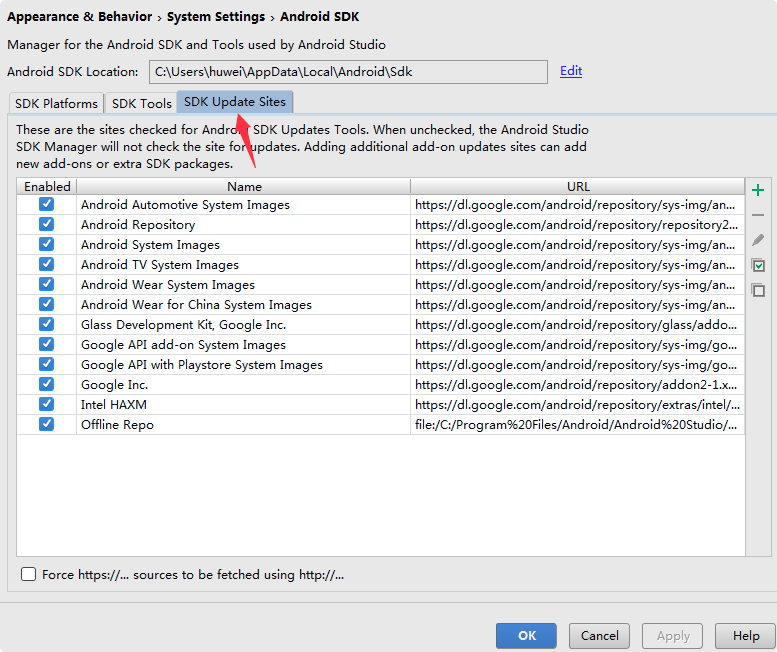 Appearance & Behavior › System Settings › Android SDK
Manager for the Android SDK and Tools used by Android Studio
Android SDK Location: C:\Users\huwei\AppData\Local\Android\Sdk Edit
SDK Platforms SDK Tools SDK Update Sites
These are the sites checked for Android SDK Updates Tools. When unchecked, the Android Studio
SDK Manager will not check the site for updates. Adding additional add-on updates sites can add
new add-ons or extra SDK packages.
Enabled Name URL
Android Automotive System Images https://dl.google.com/android/repository/sys-img/an...
Android Repository https://dl.google.com/android/repository/repository2...
Android System Images https://dl.google.com/android/repository/sys-img/an...
Android TV System Images https://dl.google.com/android/repository/sys-img/an...
Android Wear System Images https://dl.google.com/android/repository/sys-img/an...
Android Wear for China System Images https://dl.google.com/android/repository/sys-img/an...
Glass Development Kit, Google Inc. https://dl.google.com/android/repository/glass/addo...
Google API add-on System Images https://dl.google.com/android/repository/sys-img/go...
Google API with Playstore System Images https://dl.google.com/android/repository/sys-img/go...
Google Inc. https://dl.google.com/android/repository/addon2-1.x...
Intel HAXM https://dl.google.com/android/repository/extras/intel/...
Offline Repo file:/C:/Program%20Files/Android/Android%20Studio/...
Force https://... sources to be fetched using http://...
OK Cancel Apply Help